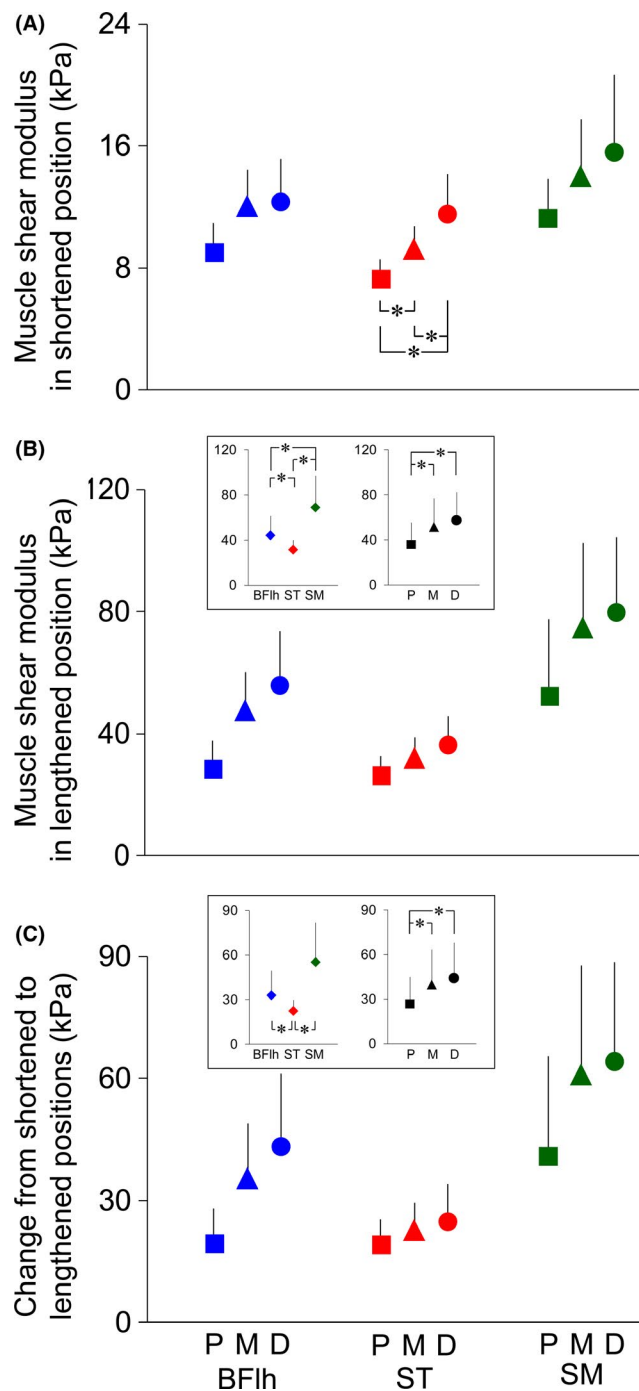 (A)
Muscle shear modulus
in shortened position (kPa)
24
16
8
0
*
*
*
(B)
Muscle shear modulus
in lengthened position (kPa)
120
80
40
0
120
80
40
0
*
*
*
BFlh ST SM
120
80
40
0
*
*
P M D
(C)
Change from shortened to
lengthened positions (kPa)
90
60
30
0
90
60
30
0
*
*
BFlh ST SM
90
60
30
0
*
*
P M D
P M D
P M D
P M D
BFlh
ST
SM